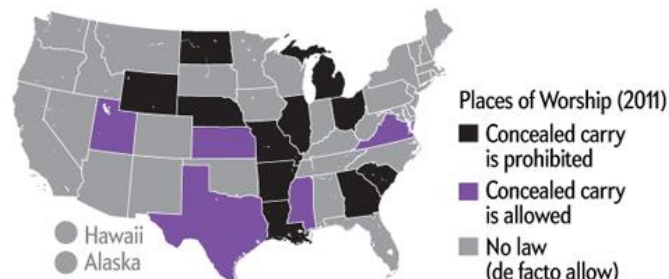 Places of Worship (2011)
Concealed carry
is prohibited
Concealed carry
is allowed
No law
(de facto allow)
Hawaii
Alaska